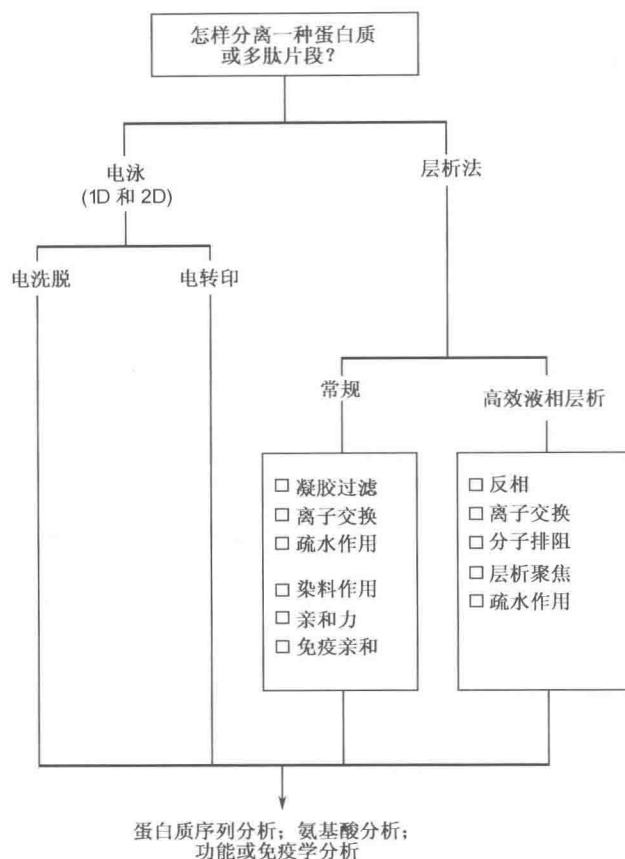 怎样分离一种蛋白质
或多肽片段？
电泳
(1D 和 2D)
层析法
电洗脱
电转印
常规
高效液相层析
□ 凝胶过滤
□ 离子交换
□ 疏水作用
□ 染料作用
□ 亲和力
□ 免疫亲和
□ 反相
□ 离子交换
□ 分子排阻
□ 层析聚焦
□ 疏水作用
蛋白质序列分析；氨基酸分析；
功能或免疫学分析